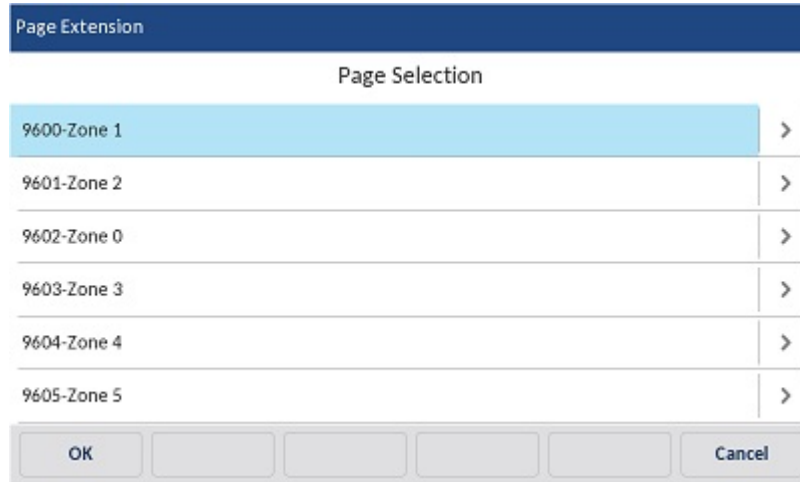 Page Extension
Page Selection
9600-Zone 1
9601-Zone 2
9602-Zone 0
9603-Zone 3
9604-Zone 4
9605-Zone 5
OK Cancel